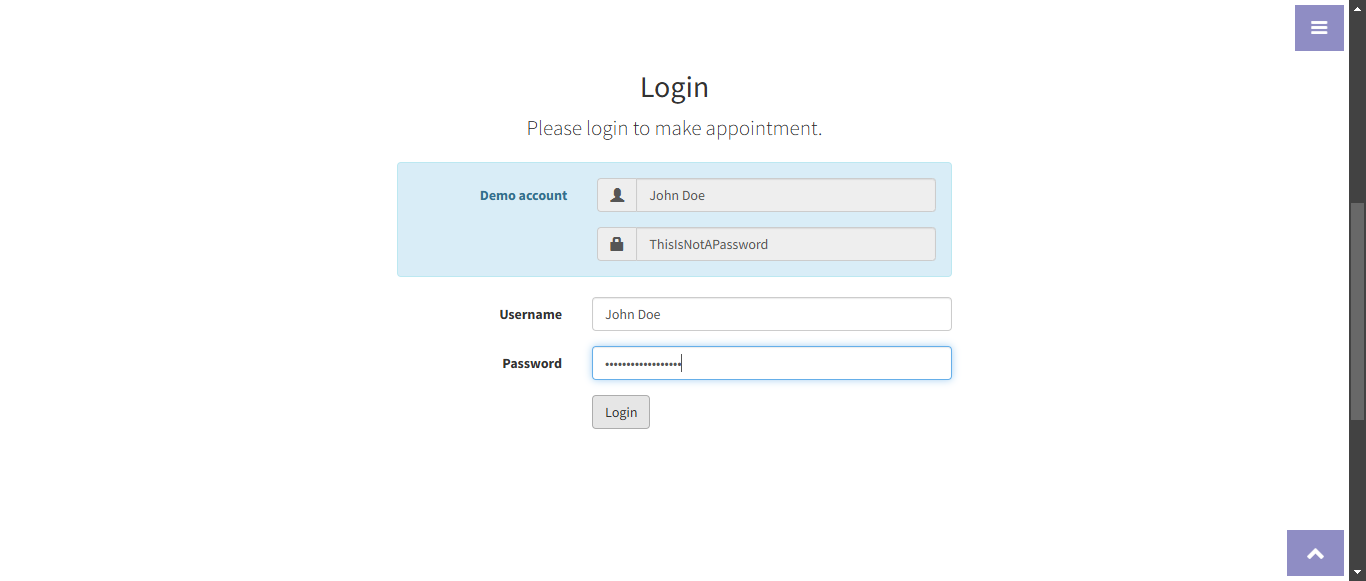 Login
Please login to make appointment.
Demo account
John Doe
ThisIsNotAPassword
Username
John Doe
Password
••••••••••••••••••
Login